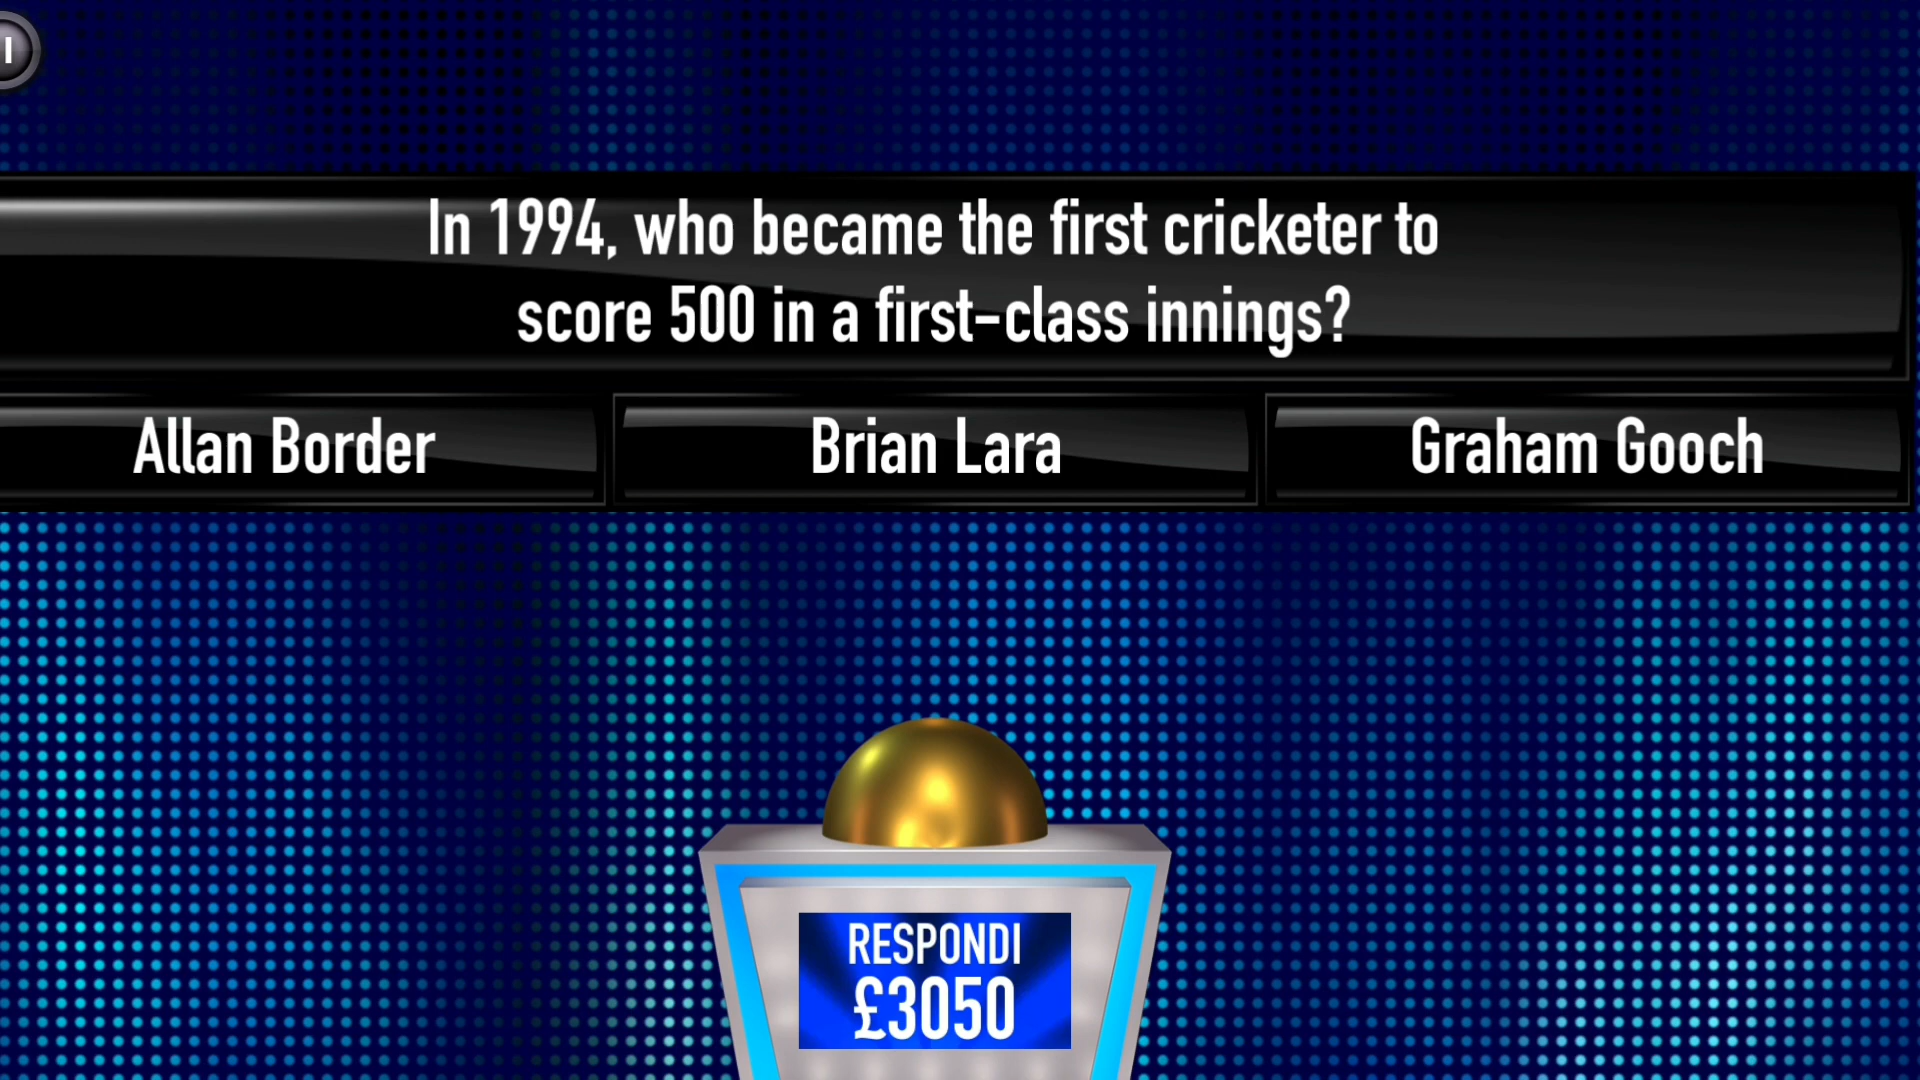 In 1994, who became the first cricketer to
score 500 in a first-class innings?
Allan Border
Brian Lara
Graham Gooch
RESPONDI
£3050